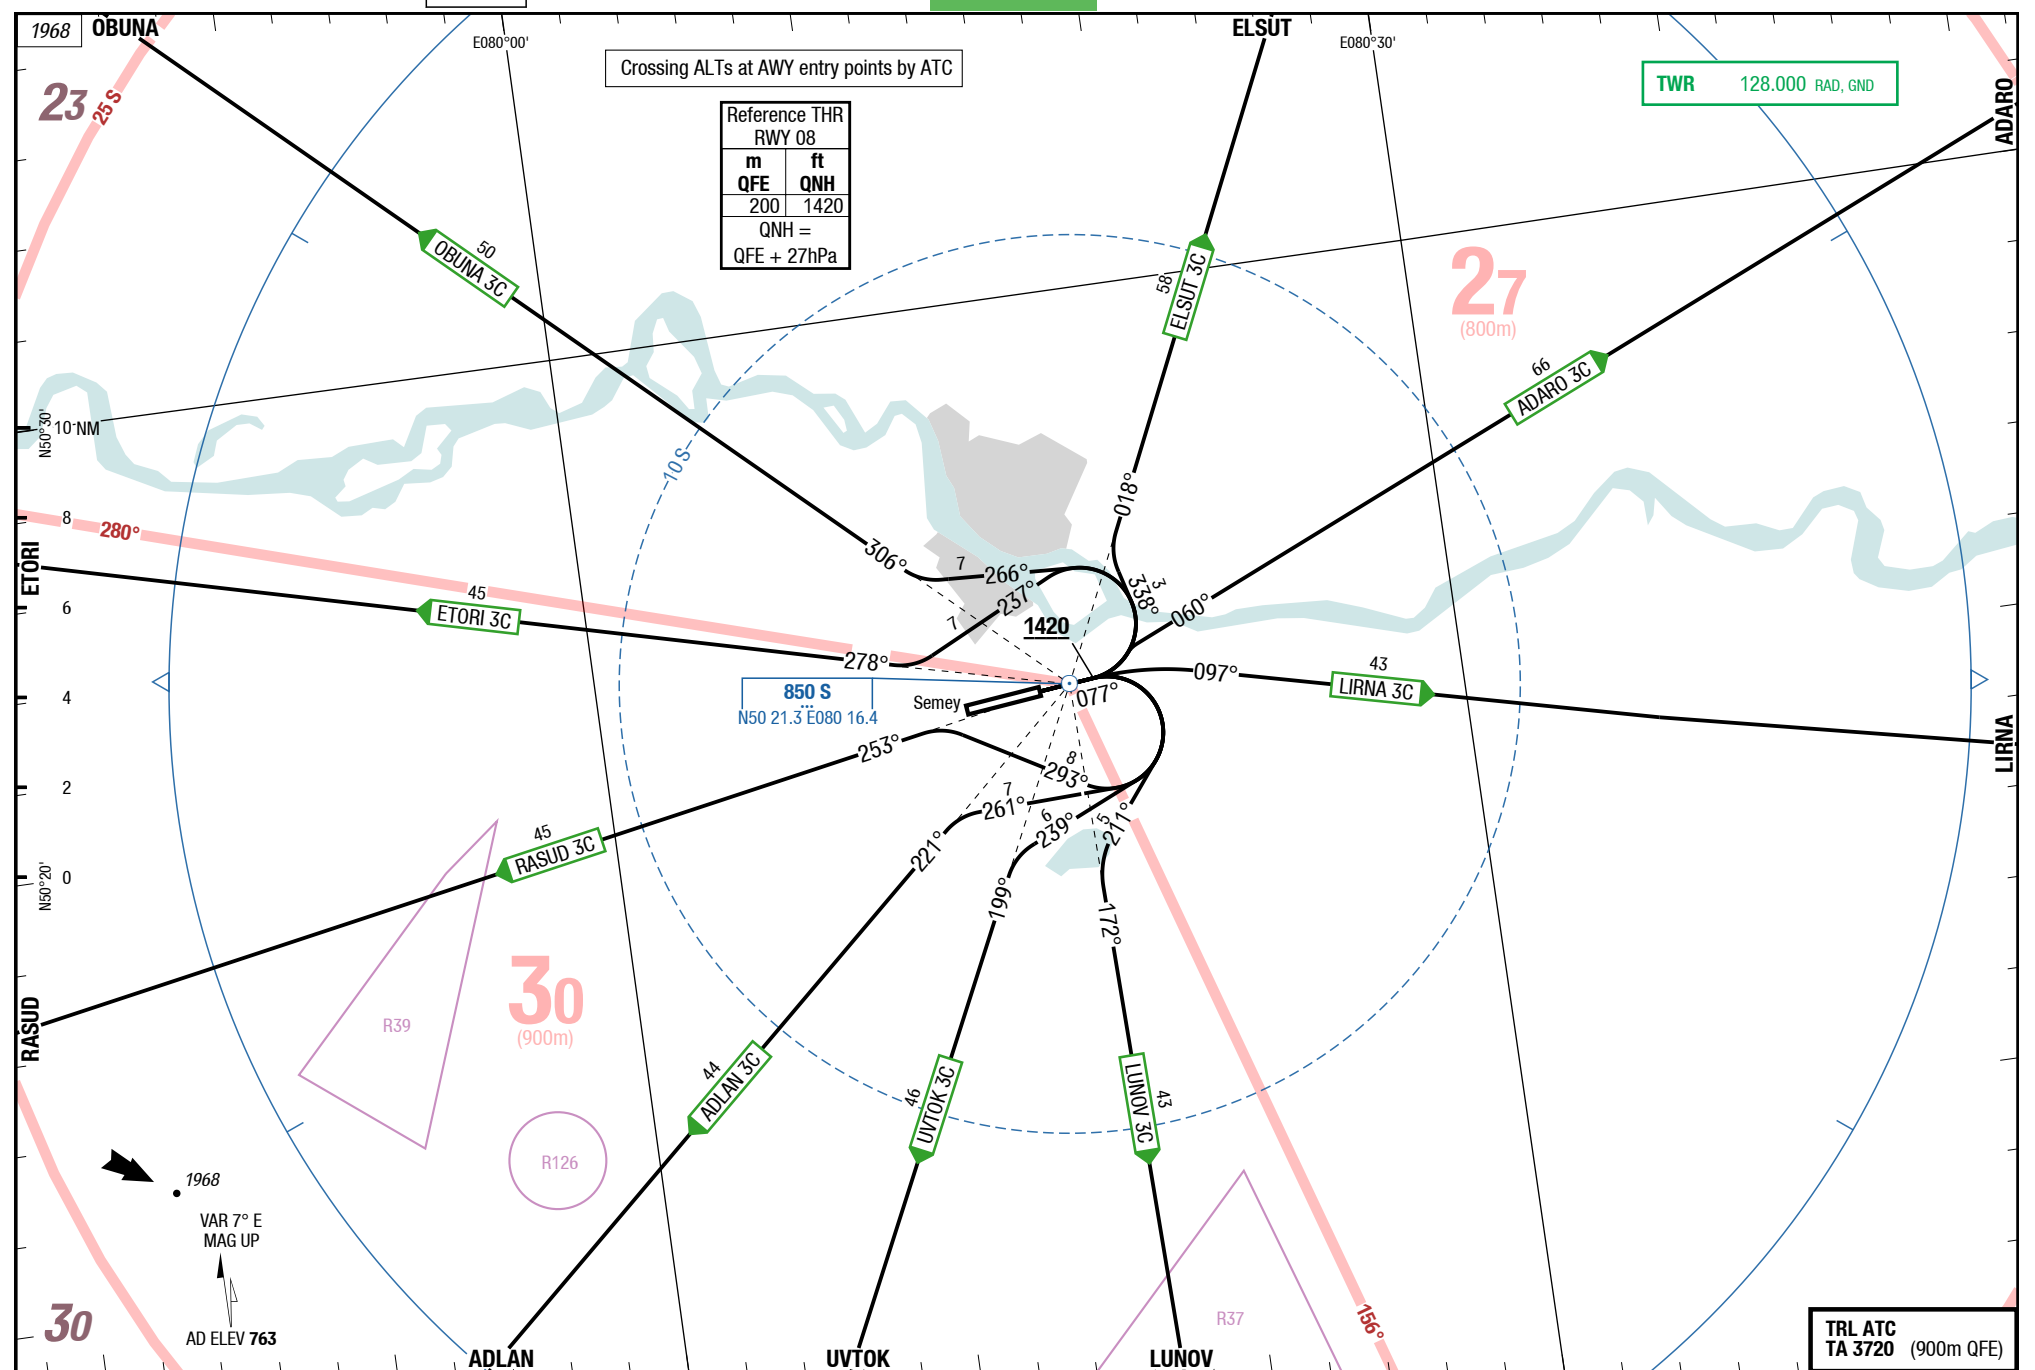 1968
OBUNA
ELSUT
E080°00'
E080°30'
Crossing ALTs at AWY entry points by ATC
TWR 128.000 RAD, GND
ADARO
23
25 S
Reference THR
RWY 08
m ft
QFE QNH
200 1420
QNH =
QFE + 27hPa
50
OBUNA 3C
58
ELSUT 3C
27
(800m)
66
ADARO 3C
N50°30'
10 NM
10 S
018°
8
280°
ETORI
306°
7
266°
237°
7
3
338°
060°
6
45
ETORI 3C
1420
278°
097°
43
LIRNA 3C
4
850 S
...
N50 21.3 E080 16.4
Semey
077°
LIRNA
253°
8
293°
2
7
261°
6
239°
5
211°
45
RASUD 3C
221°
N50°20'
0
199°
172°
RASUD
R39
30
(900m)
44
ADLAN 3C
46
UVTOK 3C
LUNOV 3C
43
R126
1968
VAR 7° E
MAG UP
AD ELEV 763
30
R37
156°
TRL ATC
TA 3720 (900m QFE)
ADLAN
UVTOK
LUNOV